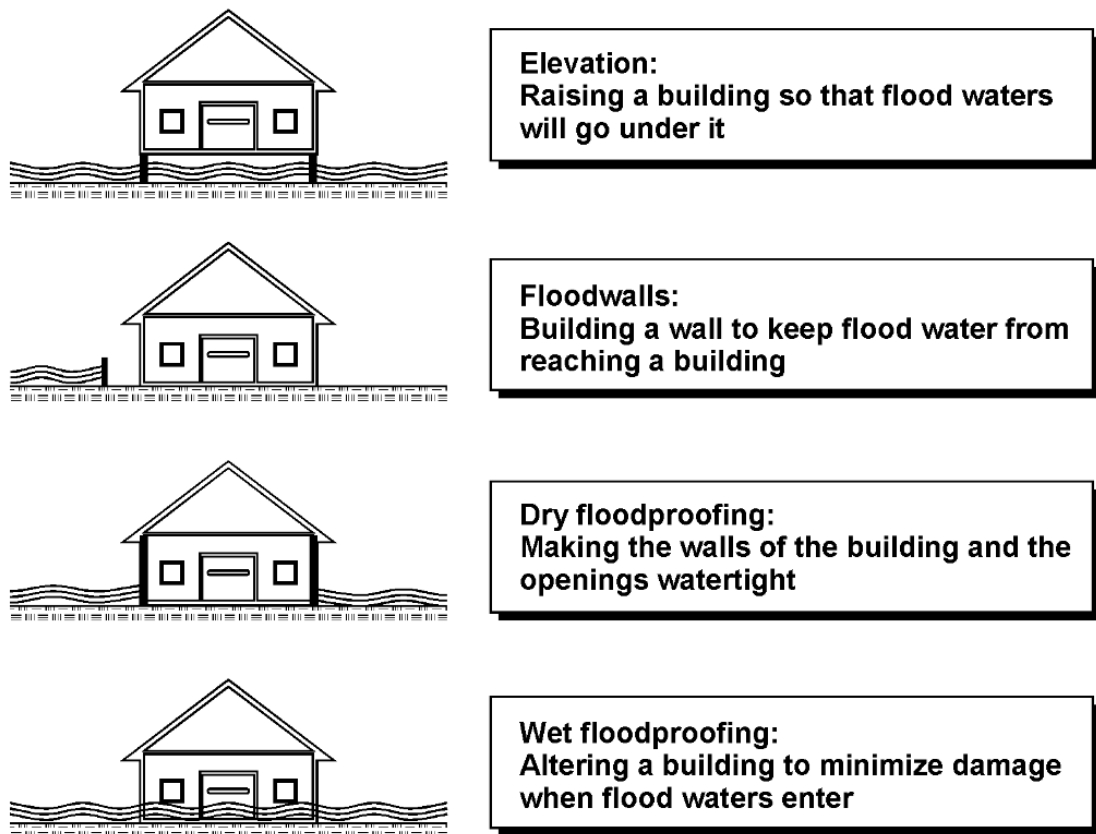 Elevation:
Raising a building so that flood waters
will go under it
Floodwalls:
Building a wall to keep flood water from
reaching a building
Dry floodproofing:
Making the walls of the building and the
openings watertight
Wet floodproofing:
Altering a building to minimize damage
when flood waters enter